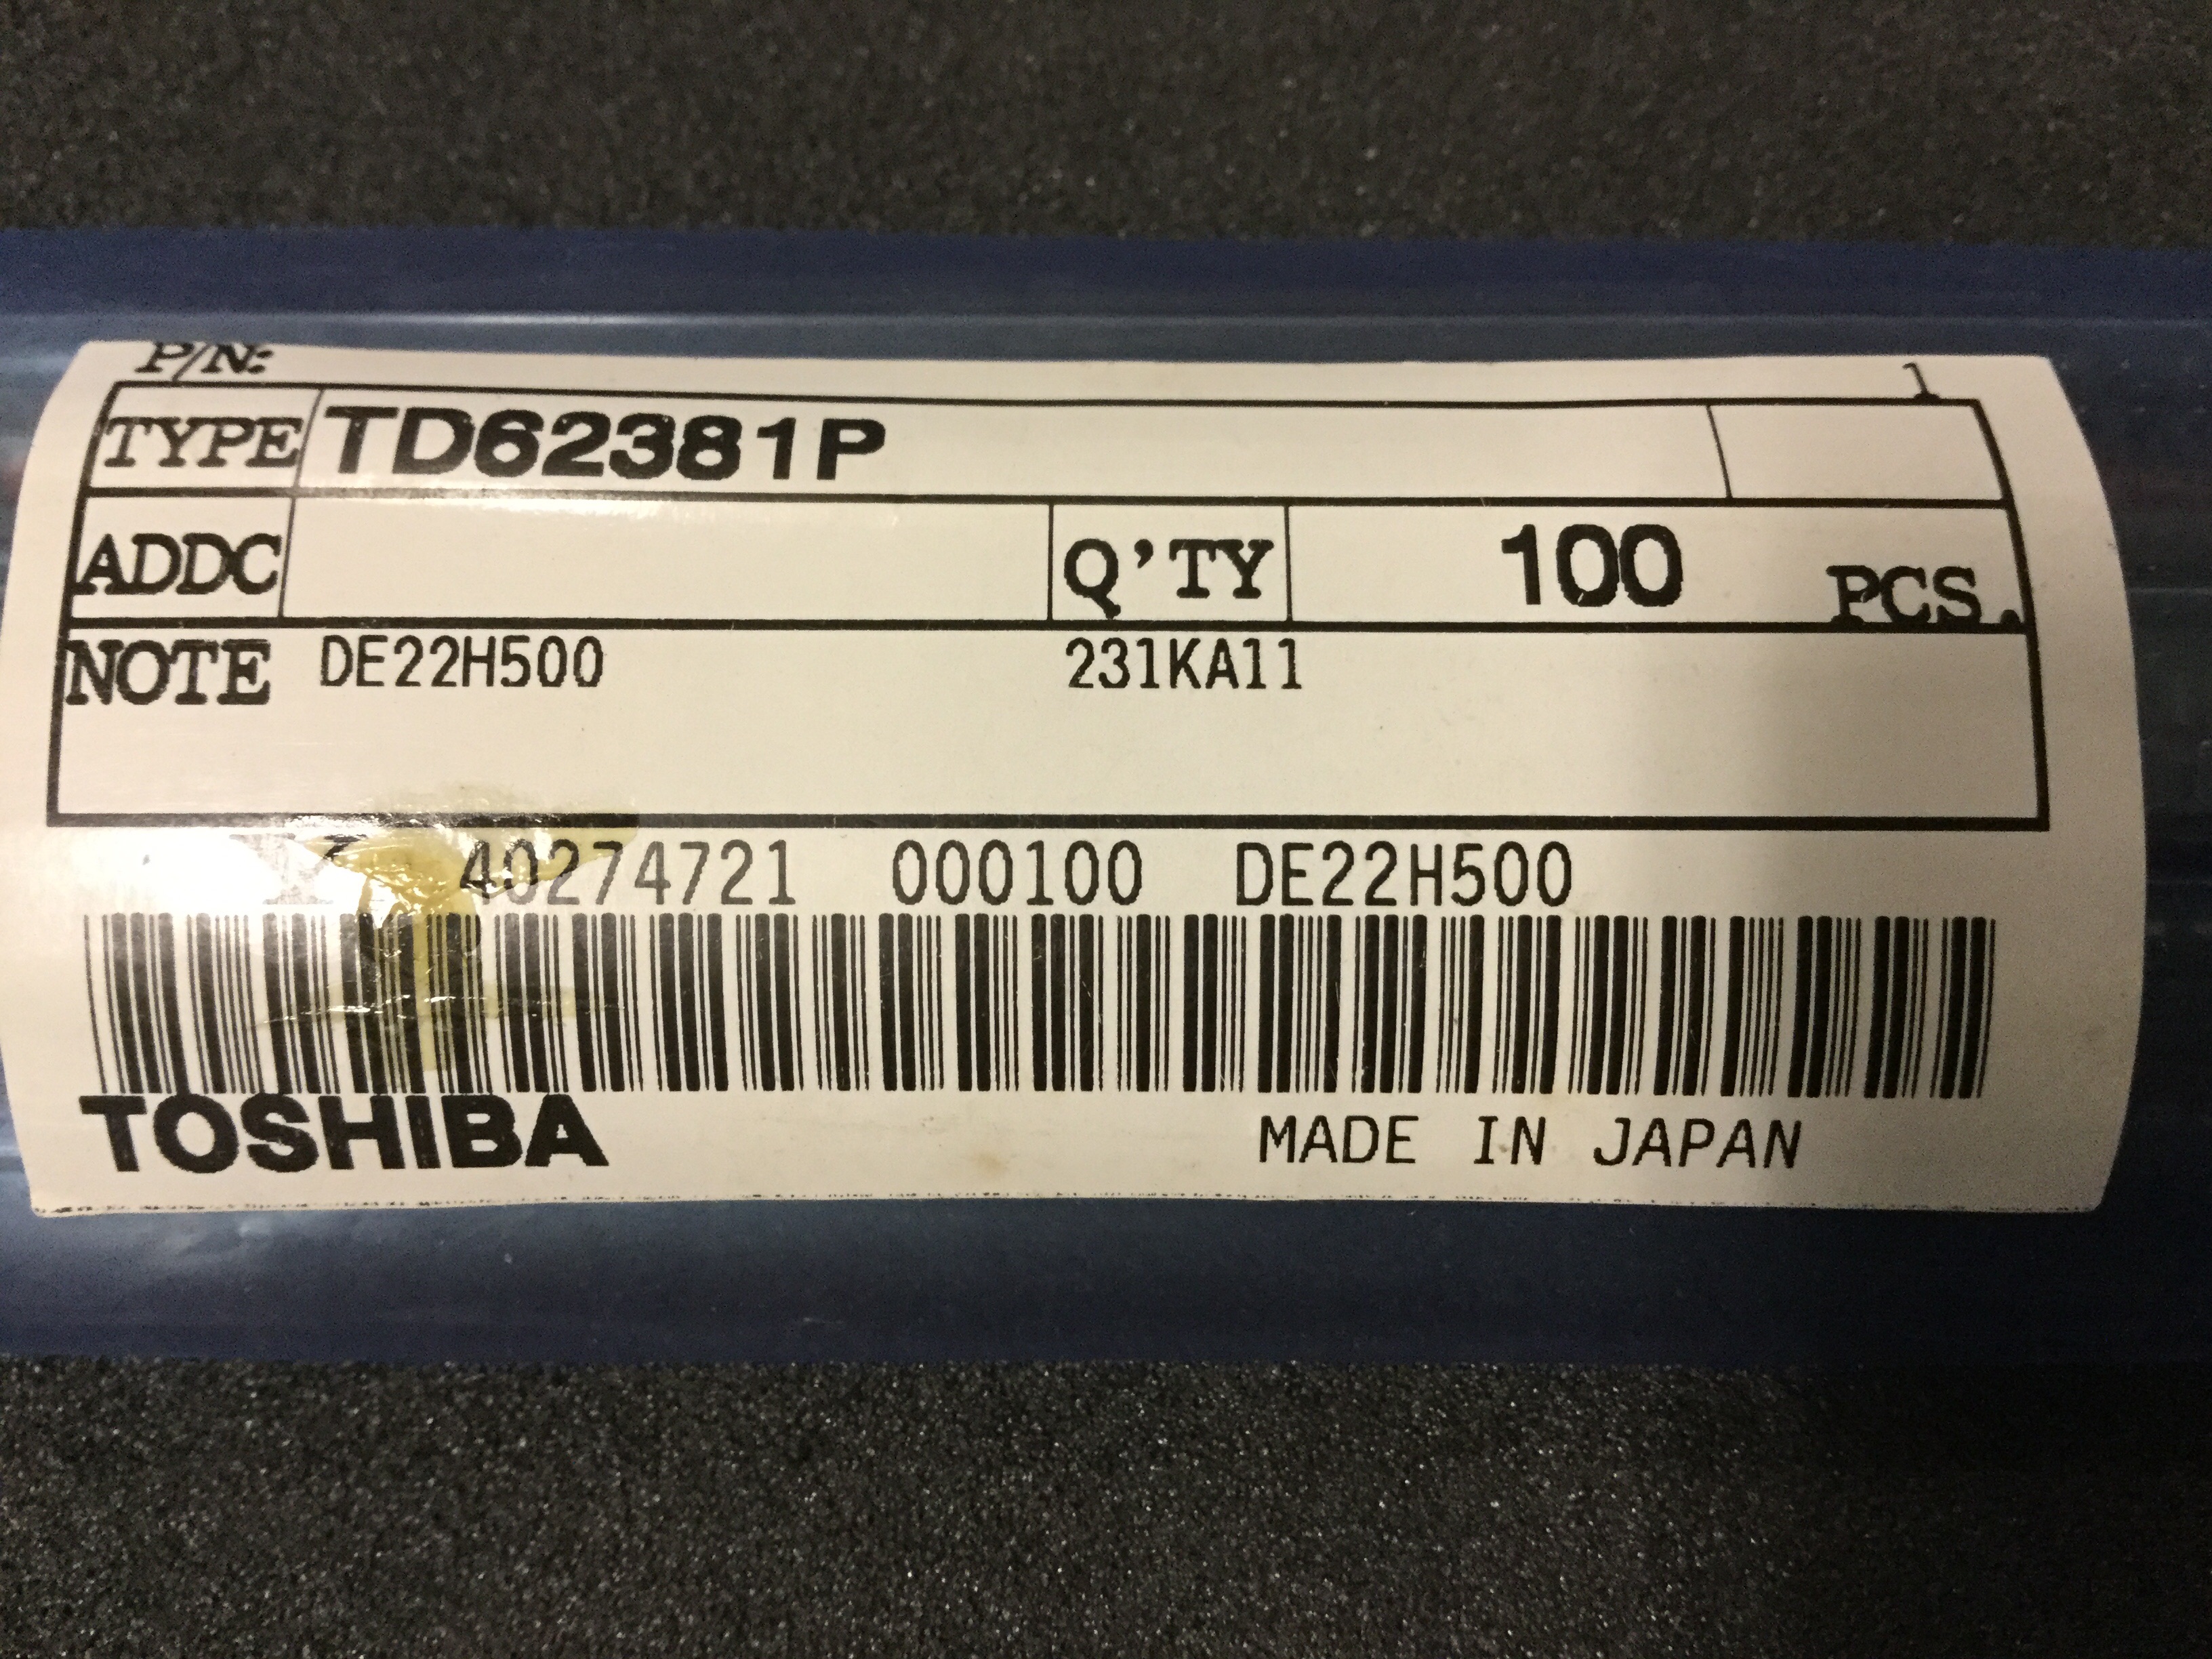 P/N:
TYPE TD62381P
ADDC Q'TY 100 PCS.
NOTE DE22H500 231KA11
40274721 000100 DE22H500
TOSHIBA MADE IN JAPAN